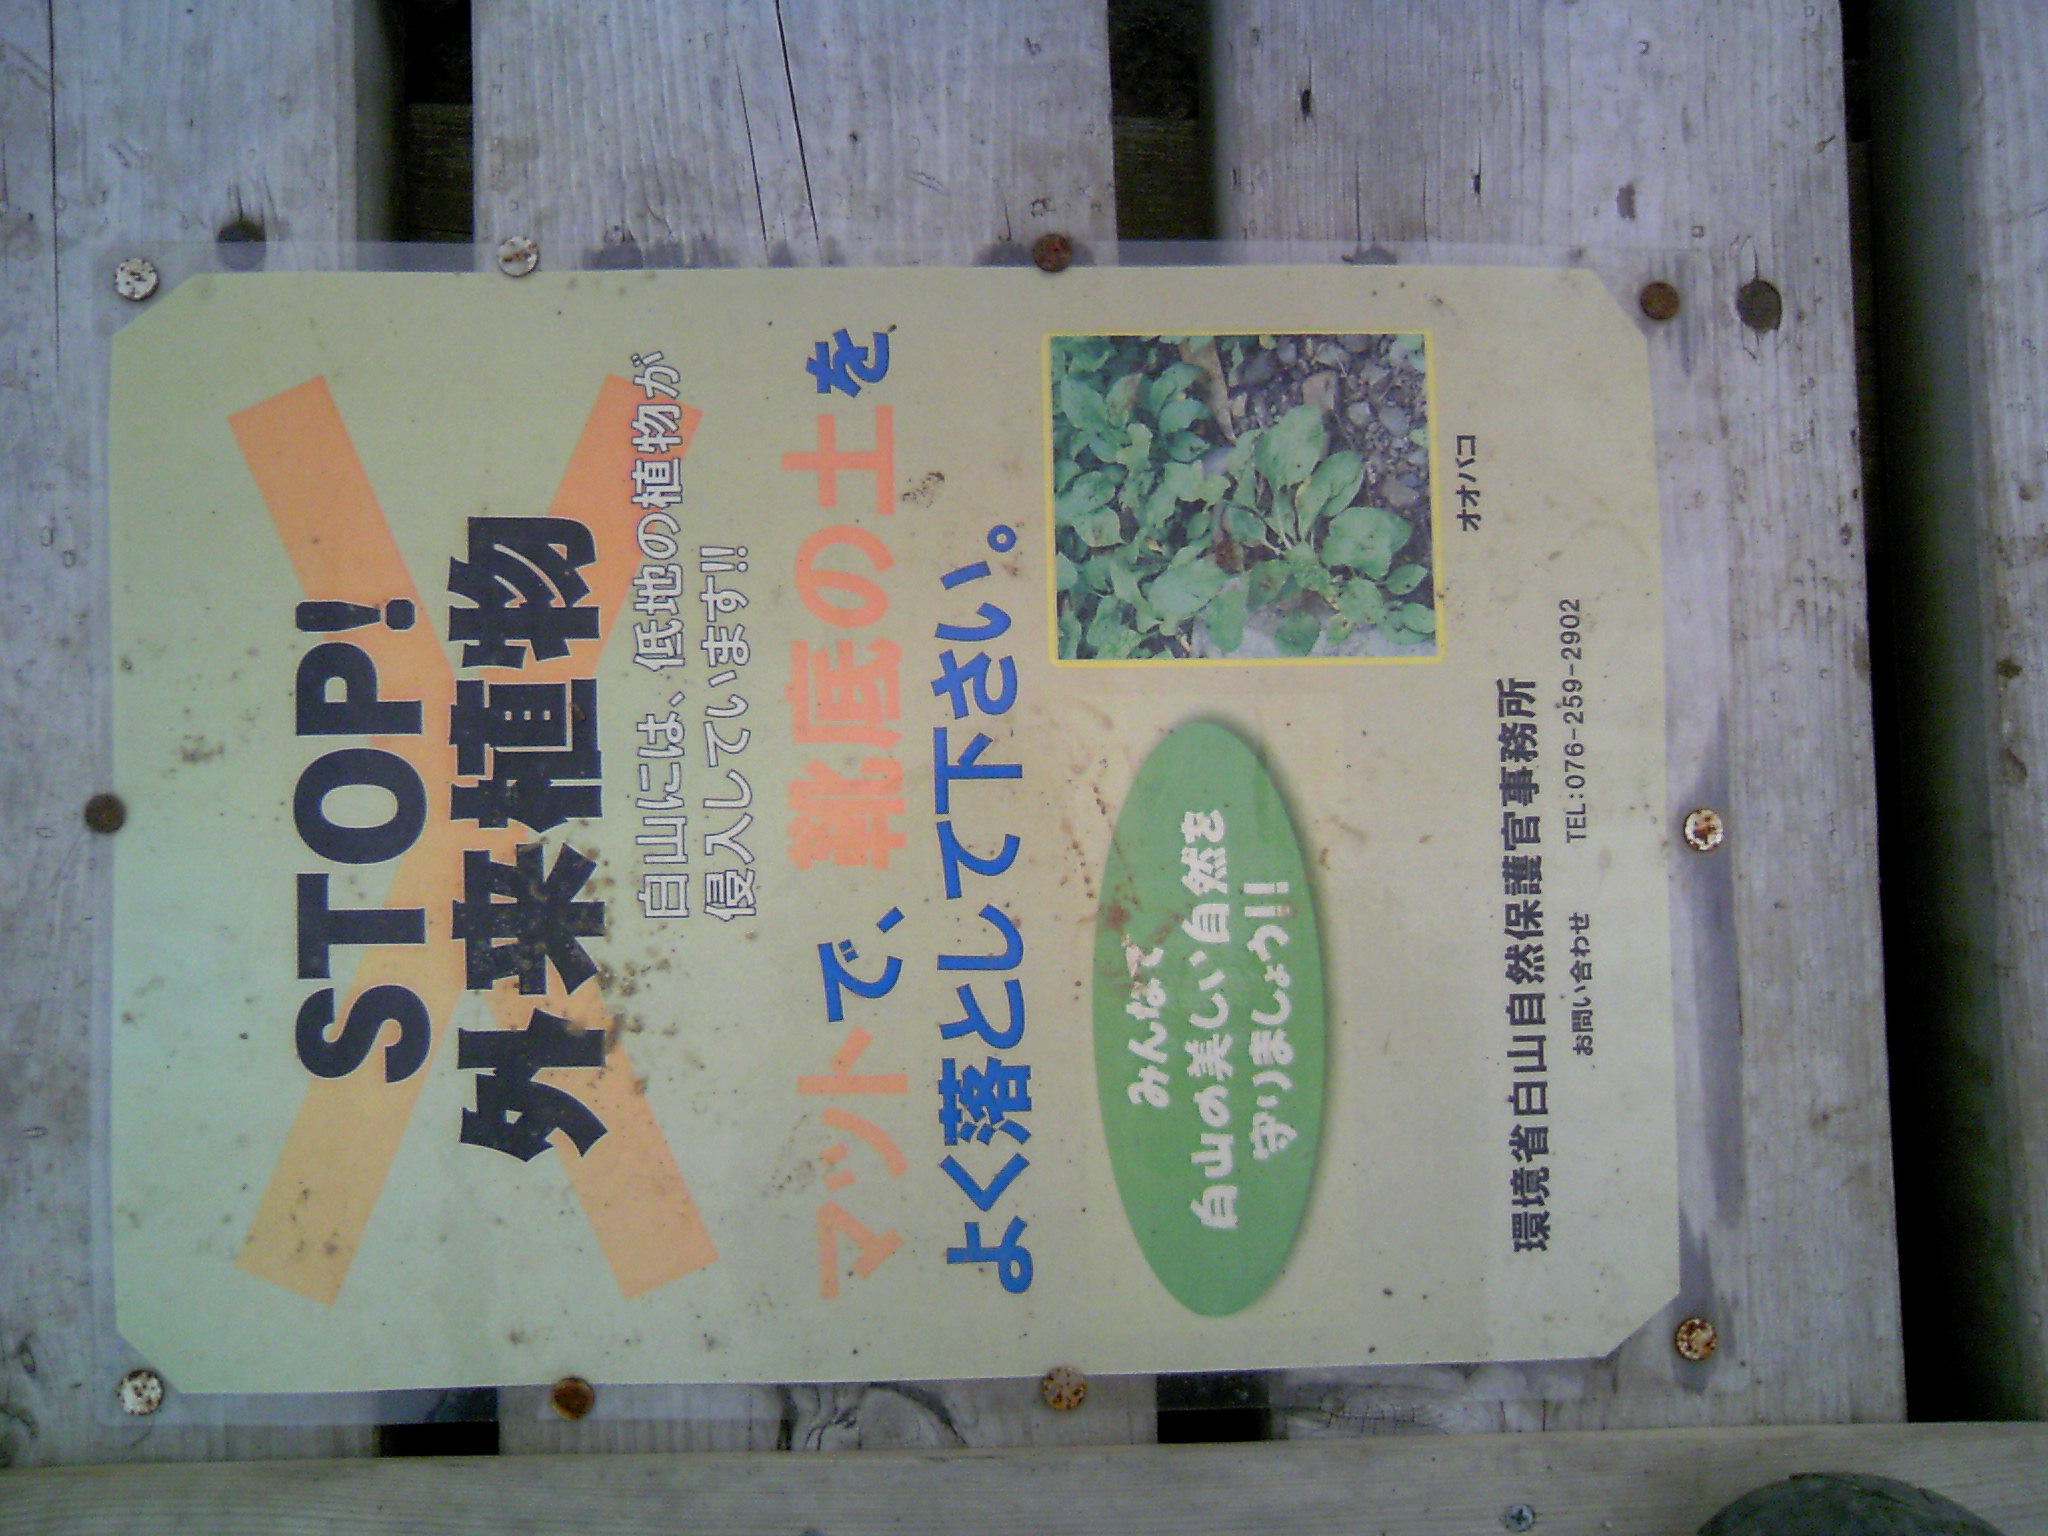 STOP!
外来植物
白山には、低地の植物が
侵入しています!!
マットで、靴底の土を
よく落として下さい。
オオバコ
みんなで
白山の美しい自然を
守りましょう!!
環境省白山自然保護官事務所
お問い合わせ TEL:076-259-2902